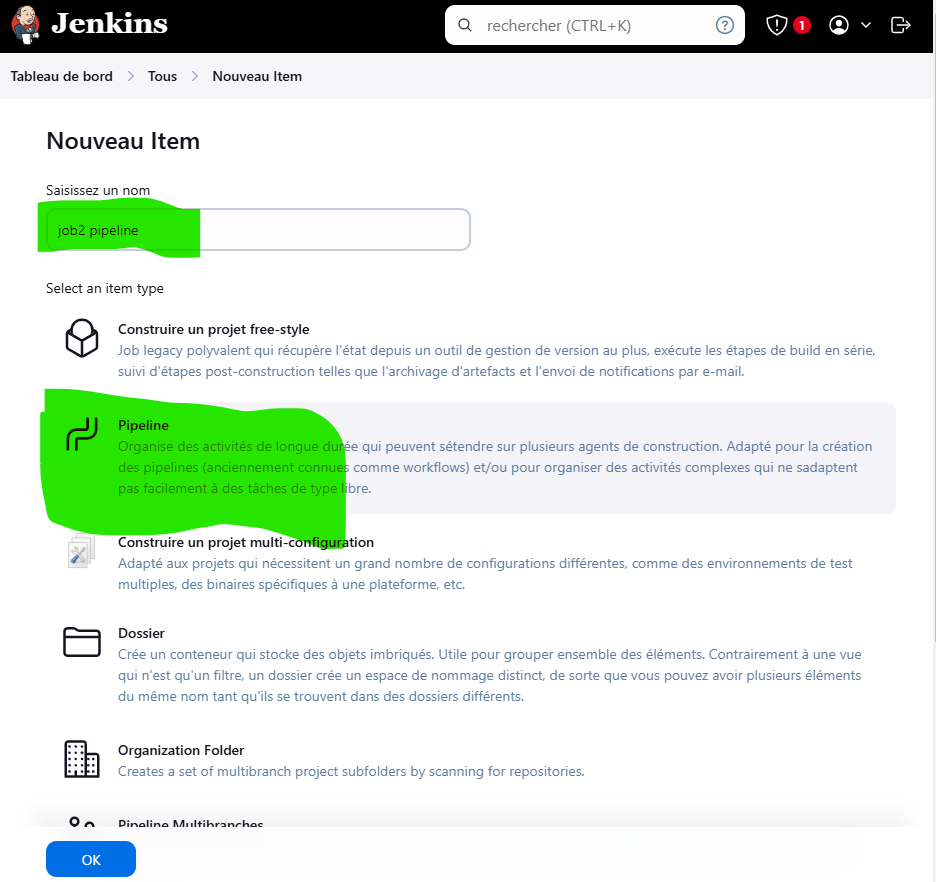 Jenkins
rechercher (CTRL+K)
?
1
Tableau de bord > Tous > Nouveau Item
Nouveau Item
Saisissez un nom
job2 pipeline
Select an item type
Construire un projet free-style
Job legacy polyvalent qui récupère l'état depuis un outil de gestion de version au plus, exécute les étapes de build en série,
suivi d'étapes post-construction telles que l'archivage d'artefacts et l'envoi de notifications par e-mail.
Pipeline
Organise des activités de longue durée qui peuvent sétendre sur plusieurs agents de construction. Adapté pour la création
des pipelines (anciennement connues comme workflows) et/ou pour organiser des activités complexes qui ne sadaptent
pas facilement à des tâches de type libre.
Construire un projet multi-configuration
Adapté aux projets qui nécessitent un grand nombre de configurations différentes, comme des environnements de test
multiples, des binaires spécifiques à une plateforme, etc.
Dossier
Crée un conteneur qui stocke des objets imbriqués. Utile pour grouper ensemble des éléments. Contrairement à une vue
qui n'est qu'un filtre, un dossier crée un espace de nommage distinct, de sorte que vous pouvez avoir plusieurs éléments
du même nom tant qu'ils se trouvent dans des dossiers différents.
Organization Folder
Creates a set of multibranch project subfolders by scanning for repositories.
Pipeline Multibranches
OK